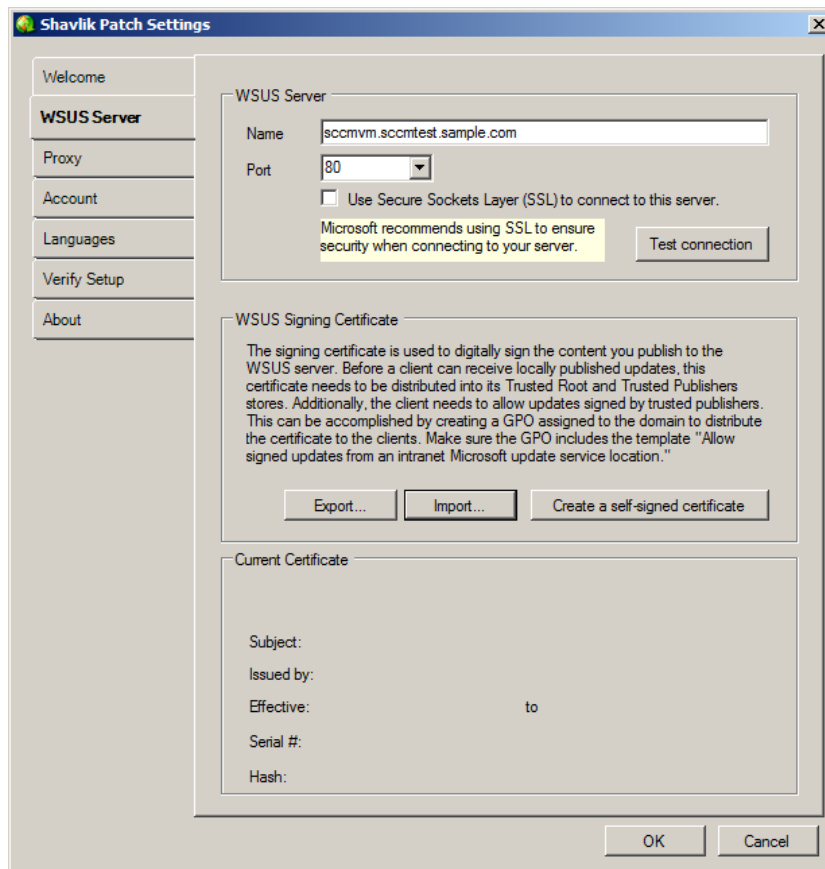 Shavlik Patch Settings
Welcome
WSUS Server
Proxy
Account
Languages
Verify Setup
About
WSUS Server
Name sccmvm.sccmtest.sample.com
Port 80
Use Secure Sockets Layer (SSL) to connect to this server.
Microsoft recommends using SSL to ensure
security when connecting to your server.
Test connection
WSUS Signing Certificate
The signing certificate is used to digitally sign the content you publish to the
WSUS server. Before a client can receive locally published updates, this
certificate needs to be distributed into its Trusted Root and Trusted Publishers
stores. Additionally, the client needs to allow updates signed by trusted publishers.
This can be accomplished by creating a GPO assigned to the domain to distribute
the certificate to the clients. Make sure the GPO includes the template "Allow
signed updates from an intranet Microsoft update service location."
Export... Import... Create a self-signed certificate
Current Certificate
Subject:
Issued by:
Effective: to
Serial #:
Hash:
OK Cancel